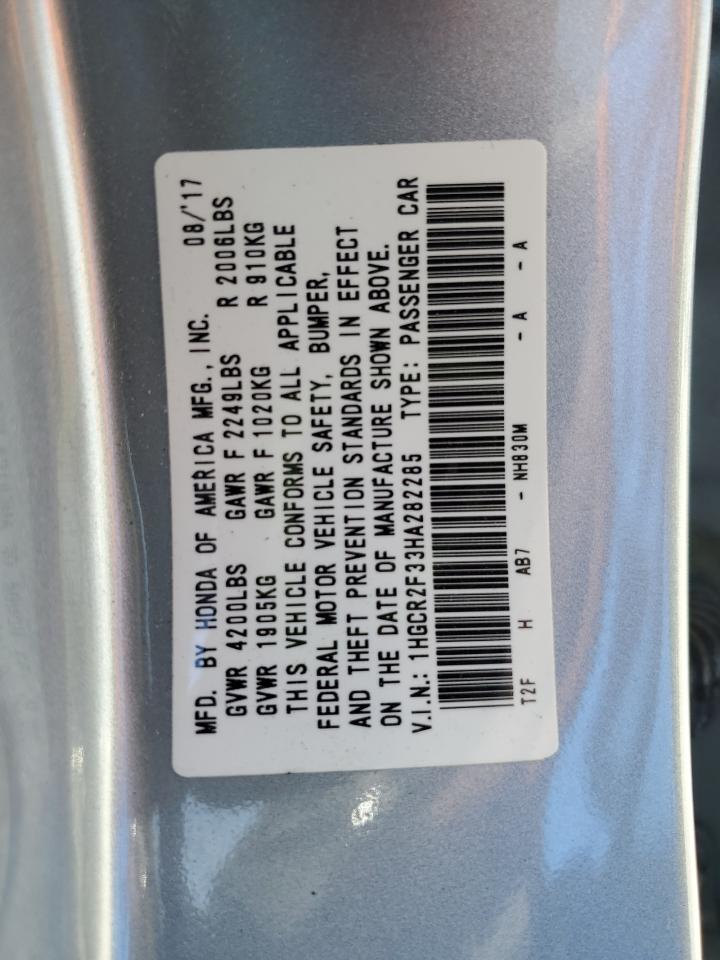 MFD. BY HONDA OF AMERICA MFG., INC. 08/'17
GVWR 4200LBS GAWR F 2249LBS R 2006LBS
GVWR 1905KG GAWR F 1020KG R 910KG
THIS VEHICLE CONFORMS TO ALL APPLICABLE
FEDERAL MOTOR VEHICLE SAFETY, BUMPER,
AND THEFT PREVENTION STANDARDS IN EFFECT
ON THE DATE OF MANUFACTURE SHOWN ABOVE.
V.I.N.: 1HGCR2F33HA282285 TYPE: PASSENGER CAR
T2F H AB7 - NH830M - A - A